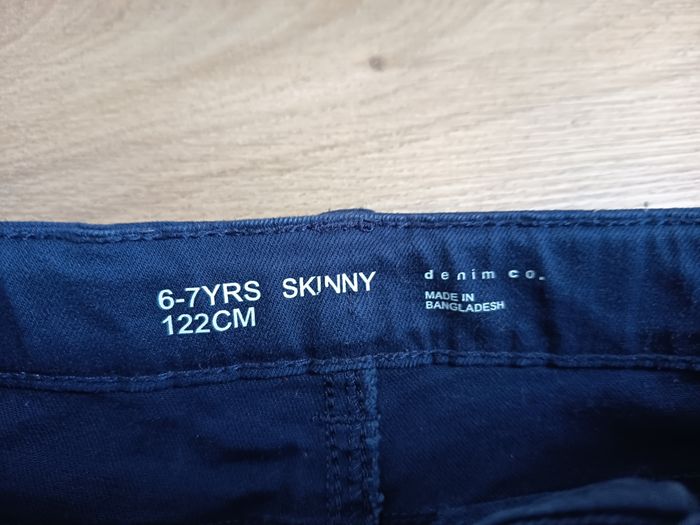 6-7YRS SKINNY
122CM
denim co.
MADE IN
BANGLADESH